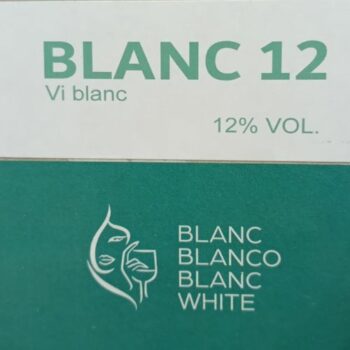 BLANC 12
Vi blanc
12% VOL.
BLANC
BLANCO
BLANC
WHITE